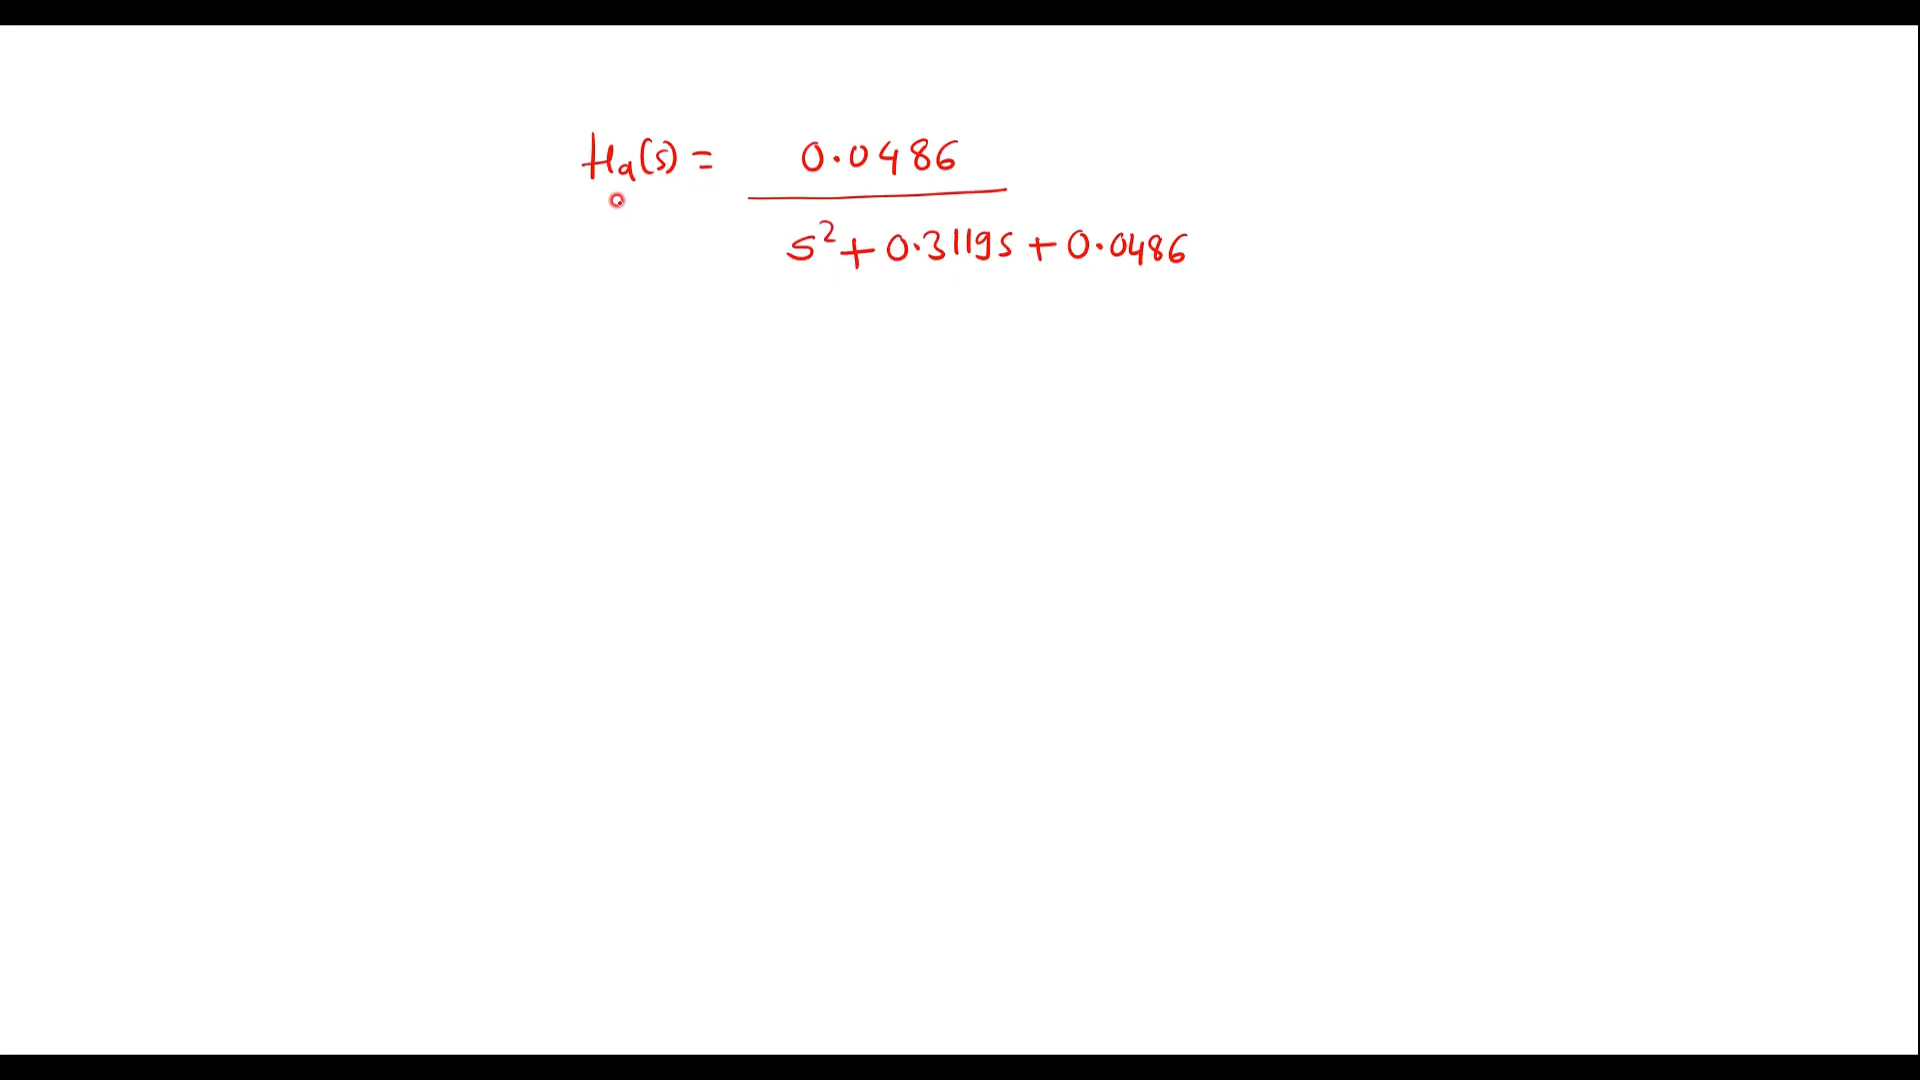 Ha(s) = 0.0486
s² + 0.3119s + 0.0486